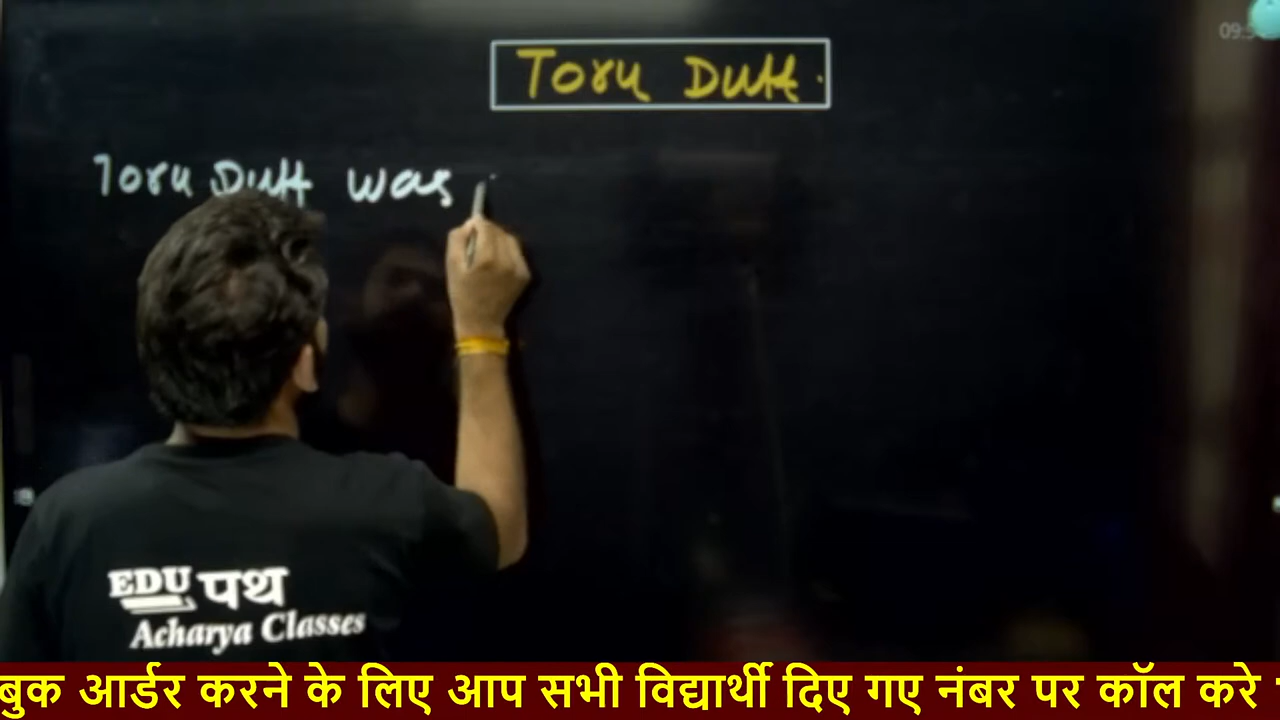 Toru Dutt.
Toru Dutt was
EDU पथ
Acharya Classes
बुक आर्डर करने के लिए आप सभी विद्यार्थी दिए गए नंबर पर कॉल करे